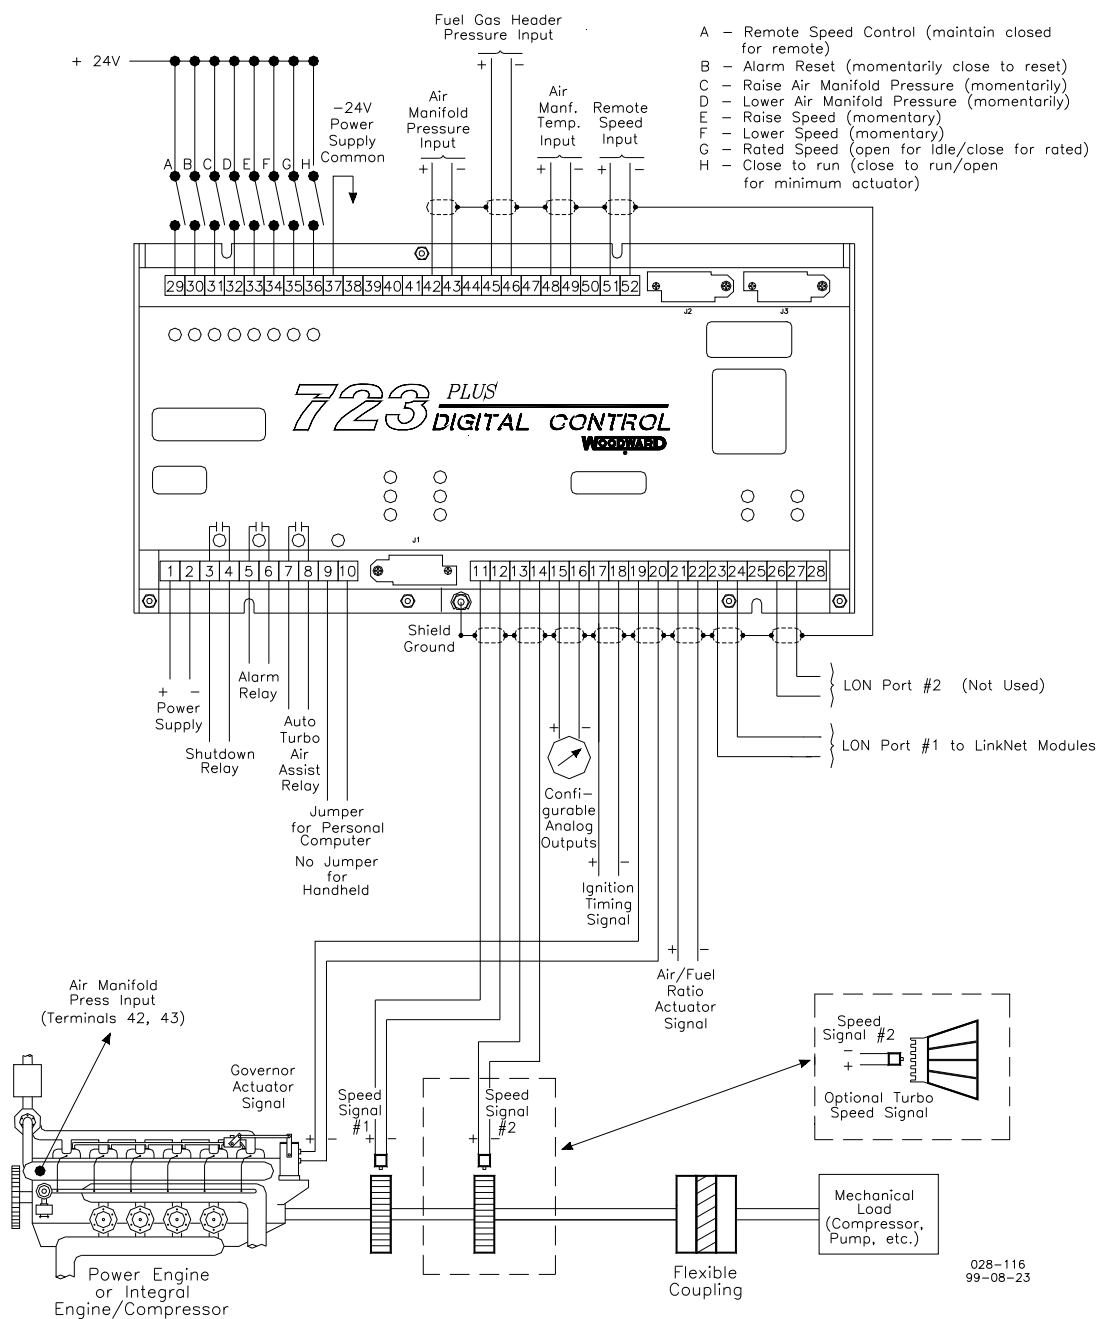 Fuel Gas Header
Pressure Input
+ -
A - Remote Speed Control (maintain closed
for remote)
B - Alarm Reset (momentarily close to reset)
C - Raise Air Manifold Pressure (momentarily)
D - Lower Air Manifold Pressure (momentarily)
E - Raise Speed (momentary)
F - Lower Speed (momentary)
G - Rated Speed (open for Idle/close for rated)
H - Close to run (close to run/open
for minimum actuator)
+ 24V
-24V
Power
Supply
Common
Air
Manifold
Pressure
Input
+ -
Air
Manf.
Temp.
Input
+ -
Remote
Speed
Input
+ -
A B C D E F G H
29 30 31 32 33 34 35 36 37 38 39 40 41 42 43 44 45 46 47 48 49 50 51 52
J2 J3
723 PLUS
DIGITAL CONTROL
WOODWARD
J1
1 2 3 4 5 6 7 8 9 10
11 12 13 14 15 16 17 18 19 20 21 22 23 24 25 26 27 28
Shield
Ground
+ -
Power
Supply
Shutdown
Relay
Alarm
Relay
Auto
Turbo
Air
Assist
Relay
Jumper
for Personal
Computer
No Jumper
for
Handheld
+ -
Confi-
gurable
Analog
Outputs
+ -
Ignition
Timing
Signal
+ -
Air/Fuel
Ratio
Actuator
Signal
LON Port #2 (Not Used)
LON Port #1 to LinkNet Modules
Air Manifold
Press Input
(Terminals 42, 43)
Governor
Actuator
Signal
+ -
Speed
Signal
#1
+ -
Speed
Signal
#2
+ -
Speed
Signal #2
-
+
Optional Turbo
Speed Signal
Power Engine
or Integral
Engine/Compressor
Flexible
Coupling
Mechanical
Load
(Compressor,
Pump, etc.)
028-116
99-08-23